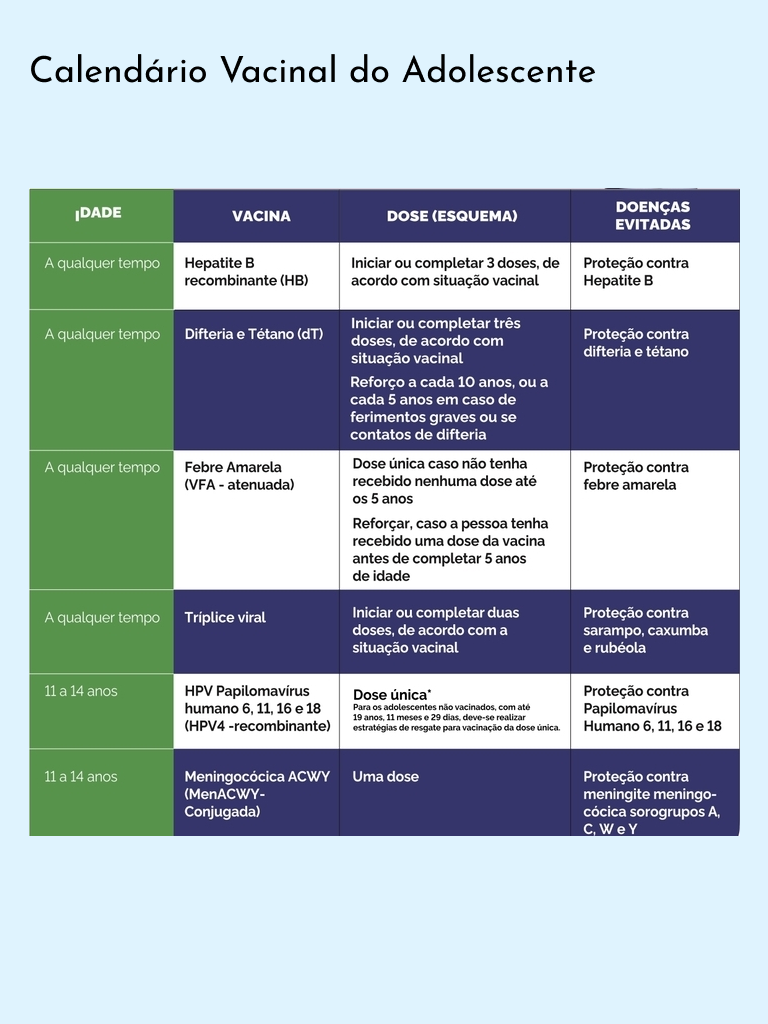 Calendário Vacinal do Adolescente
IDADE
VACINA
DOSE (ESQUEMA)
DOENÇAS
EVITADAS
A qualquer tempo
Hepatite B
recombinante (HB)
Iniciar ou completar 3 doses, de
acordo com situação vacinal
Proteção contra
Hepatite B
A qualquer tempo
Difteria e Tétano (dT)
Iniciar ou completar três
doses, de acordo com
situação vacinal
Reforço a cada 10 anos, ou a
cada 5 anos em caso de
ferimentos graves ou se
contatos de difteria
Proteção contra
difteria e tétano
A qualquer tempo
Febre Amarela
(VFA - atenuada)
Dose única caso não tenha
recebido nenhuma dose até
os 5 anos
Reforçar, caso a pessoa tenha
recebido uma dose da vacina
antes de completar 5 anos
de idade
Proteção contra
febre amarela
A qualquer tempo
Tríplice viral
Iniciar ou completar duas
doses, de acordo com a
situação vacinal
Proteção contra
sarampo, caxumba
e rubéola
11 a 14 anos
HPV Papilomavírus
humano 6, 11, 16 e 18
(HPV4 -recombinante)
Dose única*
Para os adolescentes não vacinados, com até
19 anos, 11 meses e 29 dias, deve-se realizar
estratégias de resgate para vacinação da dose única.
Proteção contra
Papilomavírus
Humano 6, 11, 16 e 18
11 a 14 anos
Meningocócica ACWY
(MenACWY-
Conjugada)
Uma dose
Proteção contra
meningite meningo-
cócica sorogrupos A,
C, W e Y